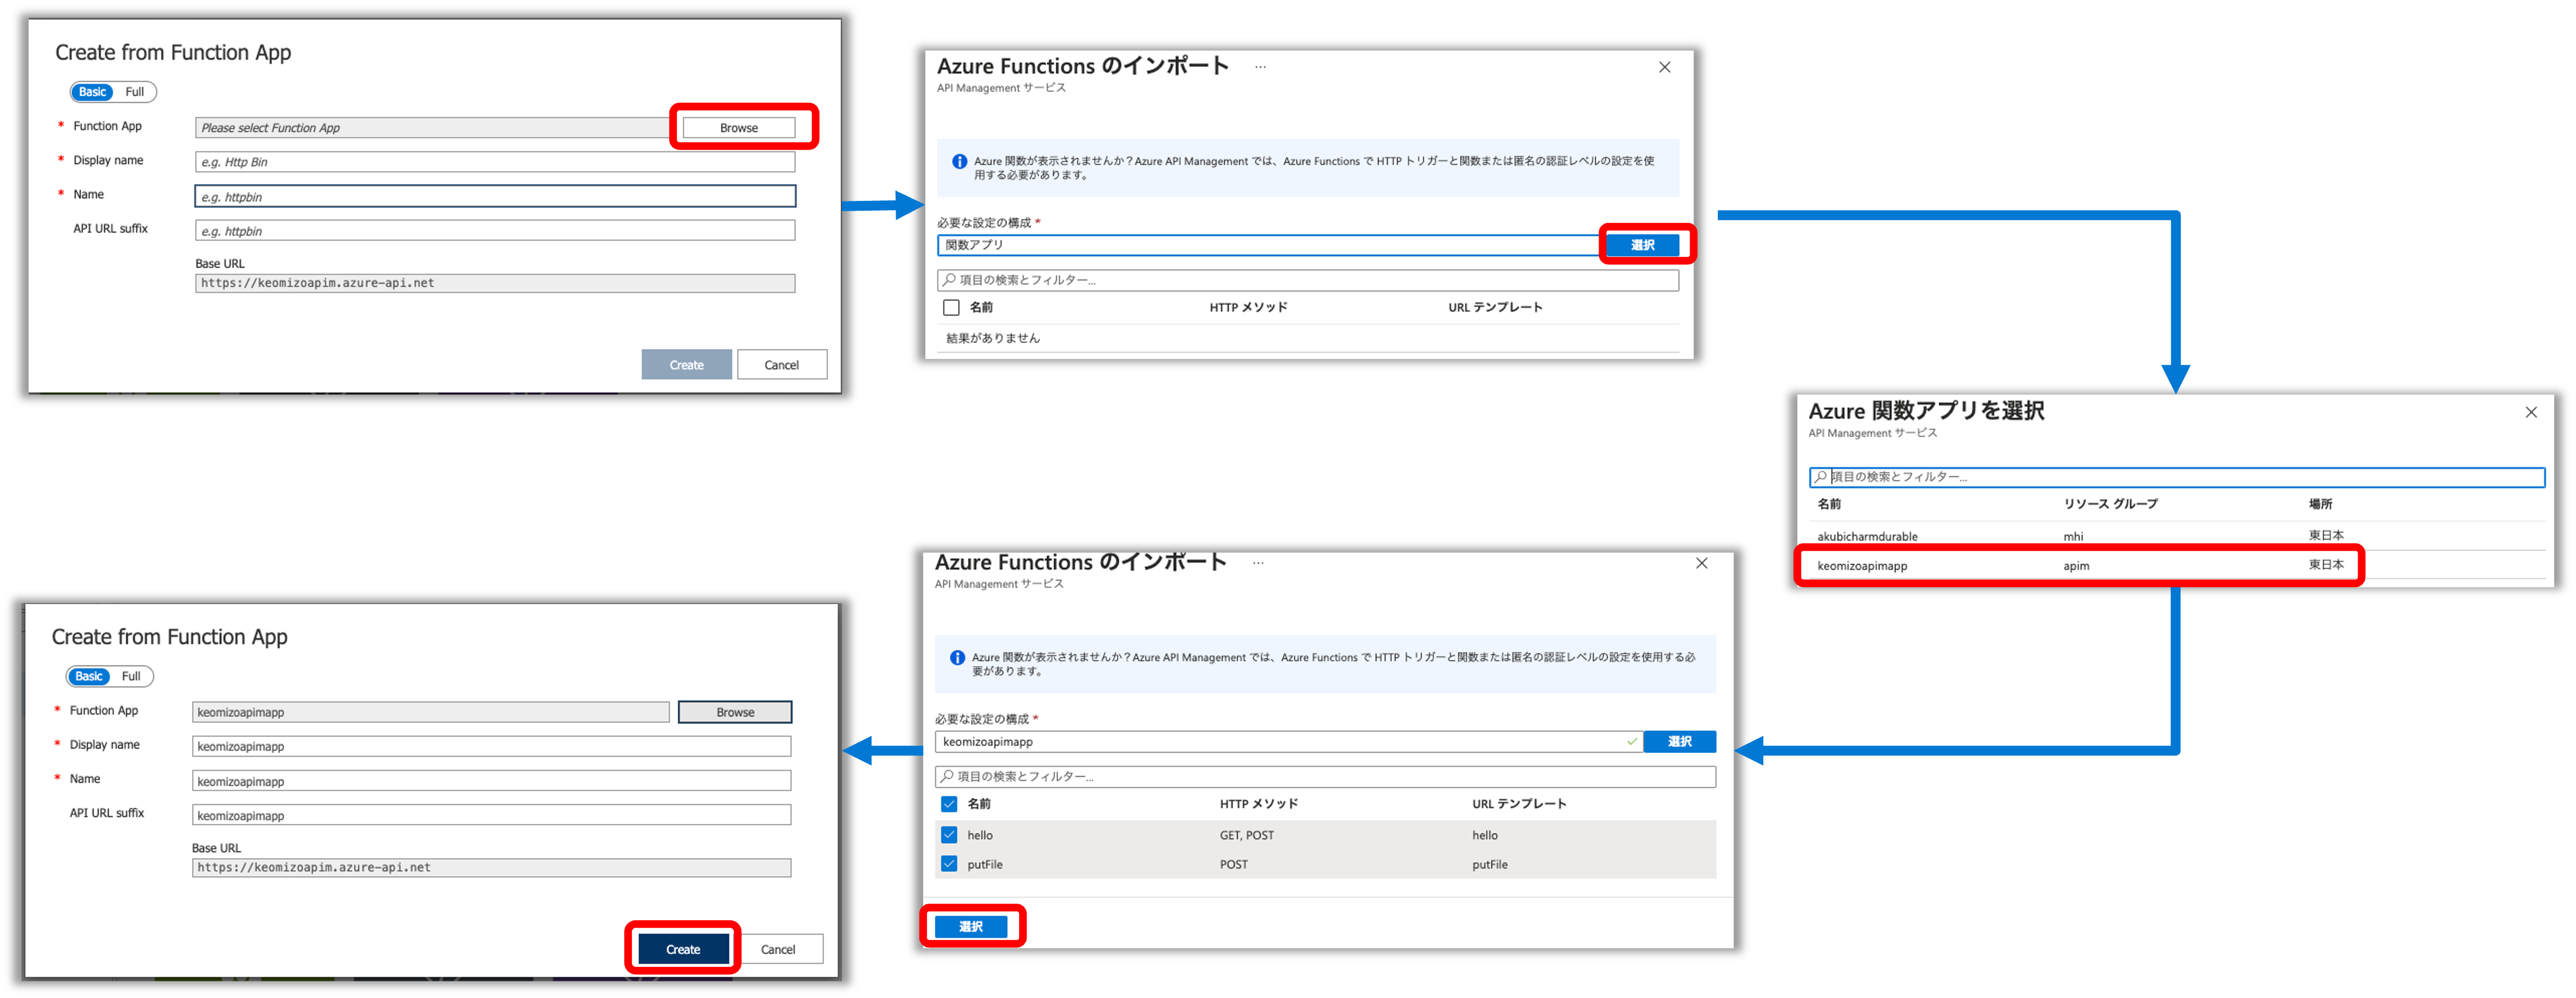 Create from Function App
Basic Full
* Function App Please select Function App Browse
* Display name e.g. Http Bin
* Name e.g. httpbin
API URL suffix e.g. httpbin
Base URL
https://keomizoapim.azure-api.net
Create Cancel
Azure Functions のインポート ...
API Management サービス
Azure 関数が表示されませんか？Azure API Management では、Azure Functions で HTTP トリガーと関数または匿名の認証レベルの設定を使
用する必要があります。
必要な設定の構成 *
関数アプリ 選択
項目の検索とフィルター...
名前 HTTP メソッド URL テンプレート
結果がありません
Azure 関数アプリを選択
API Management サービス
項目の検索とフィルター...
名前 リソース グループ 場所
akubicharmdurable mhi 東日本
keomizoapimapp apim 東日本
Azure Functions のインポート ...
API Management サービス
Azure 関数が表示されませんか？Azure API Management では、Azure Functions で HTTP トリガーと関数または匿名の認証レベルの設定を使用する必
要があります。
必要な設定の構成 *
keomizoapimapp 選択
項目の検索とフィルター...
名前 HTTP メソッド URL テンプレート
hello GET, POST hello
putFile POST putFile
選択
Create from Function App
Basic Full
* Function App keomizoapimapp Browse
* Display name keomizoapimapp
* Name keomizoapimapp
API URL suffix keomizoapimapp
Base URL
https://keomizoapim.azure-api.net
Create Cancel